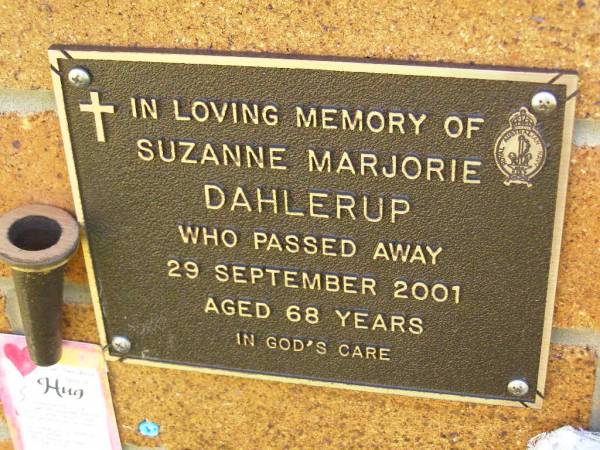 IN LOVING MEMORY OF
SUZANNE MARJORIE
DAHLERUP
WHO PASSED AWAY
29 SEPTEMBER 2001
AGED 68 YEARS
IN GOD'S CARE
Hug